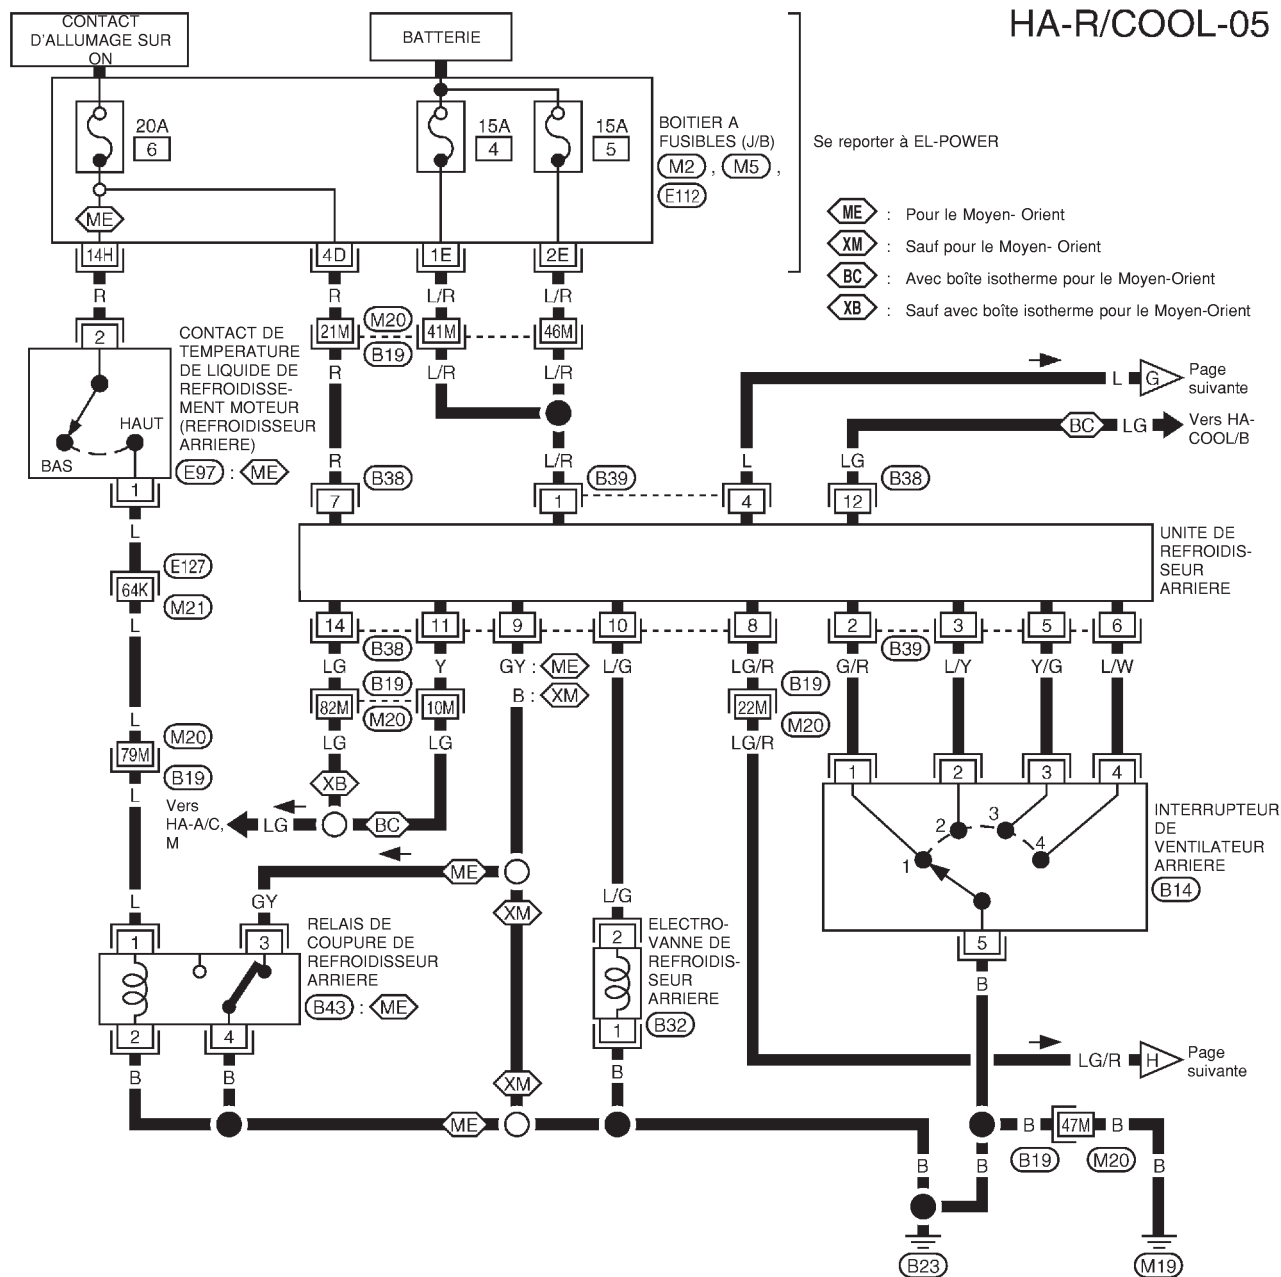 HA-R/COOL-05
CONTACT
D'ALLUMAGE SUR
ON
BATTERIE
20A
6
15A
4
15A
5
BOITIER A
FUSIBLES (J/B)
M2 , M5 ,
E112
Se reporter à EL-POWER
ME
ME : Pour le Moyen- Orient
XM : Sauf pour le Moyen- Orient
BC : Avec boîte isotherme pour le Moyen-Orient
XB : Sauf avec boîte isotherme pour le Moyen-Orient
14H 4D 1E 2E
R R L/R L/R
2 21M M20 41M 46M
B19
CONTACT DE
TEMPERATURE
DE LIQUIDE DE
REFROIDISSE-
MENT MOTEUR
(REFROIDISSEUR
ARRIERE)
E97 : ME
HAUT
BAS
1
R L/R L/R
L G Page
suivante
BC LG Vers HA-
COOL/B
R L/R L LG
7 B38 1 B39 4 12 B38
L
64K E127
M21
L
UNITE DE
REFROIDIS-
SEUR
ARRIERE
14 11 9 10 8 2 3 5 6
B38 B39
LG Y GY : ME L/G LG/R G/R L/Y Y/G L/W
B : XM
82M B19 10M 22M B19
M20 M20
LG LG LG/R
L
79M M20
B19
L
XB
Vers
HA-A/C,
M
LG BC
1 2 3 4
1 2 3 4
INTERRUPTEUR
DE
VENTILATEUR
ARRIERE
B14
5
B
ME
XM
L GY L/G
1 3
RELAIS DE
COUPURE DE
REFROIDISSEUR
ARRIERE
B43 : ME
2 4
2
ELECTRO-
VANNE DE
REFROIDIS-
SEUR
ARRIERE
B32
1
LG/R H Page
suivante
B B XM B
ME
B 47M B
B19 M20
B B B
B23 M19